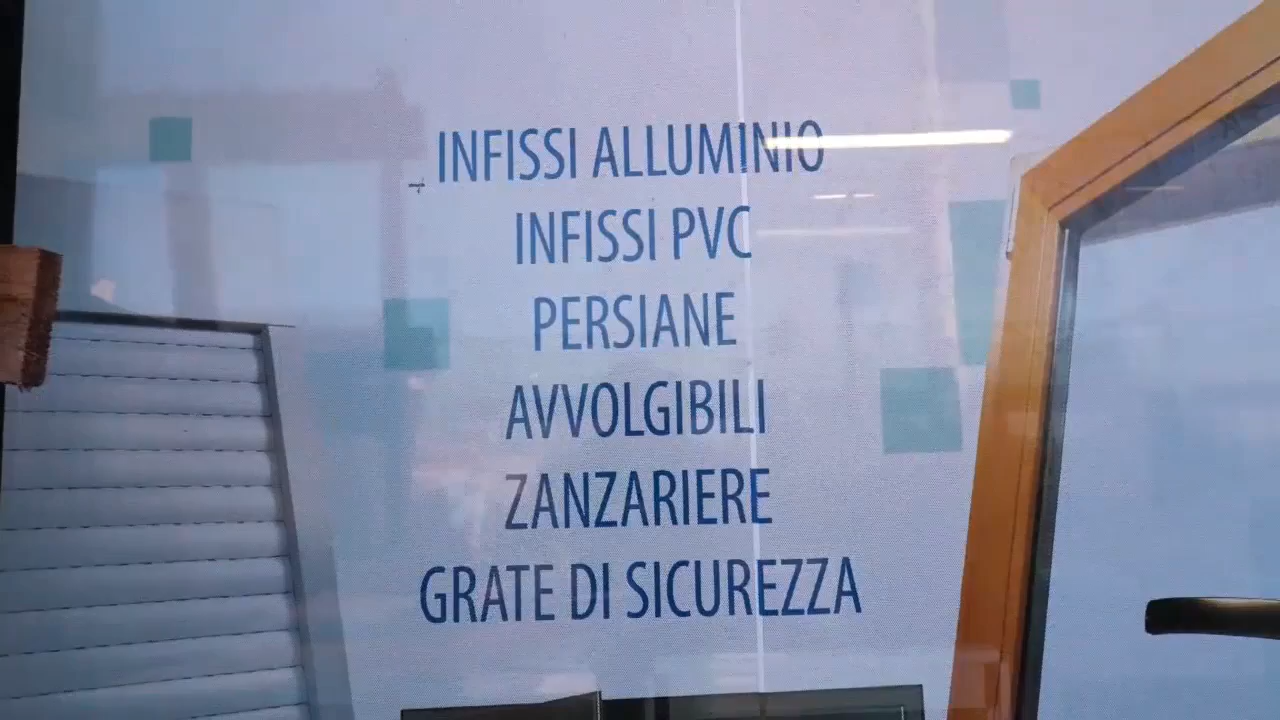 INFISSI ALLUMINIO
INFISSI PVC
PERSIANE
AVVOLGIBILI
ZANZARIERE
GRATE DI SICUREZZA